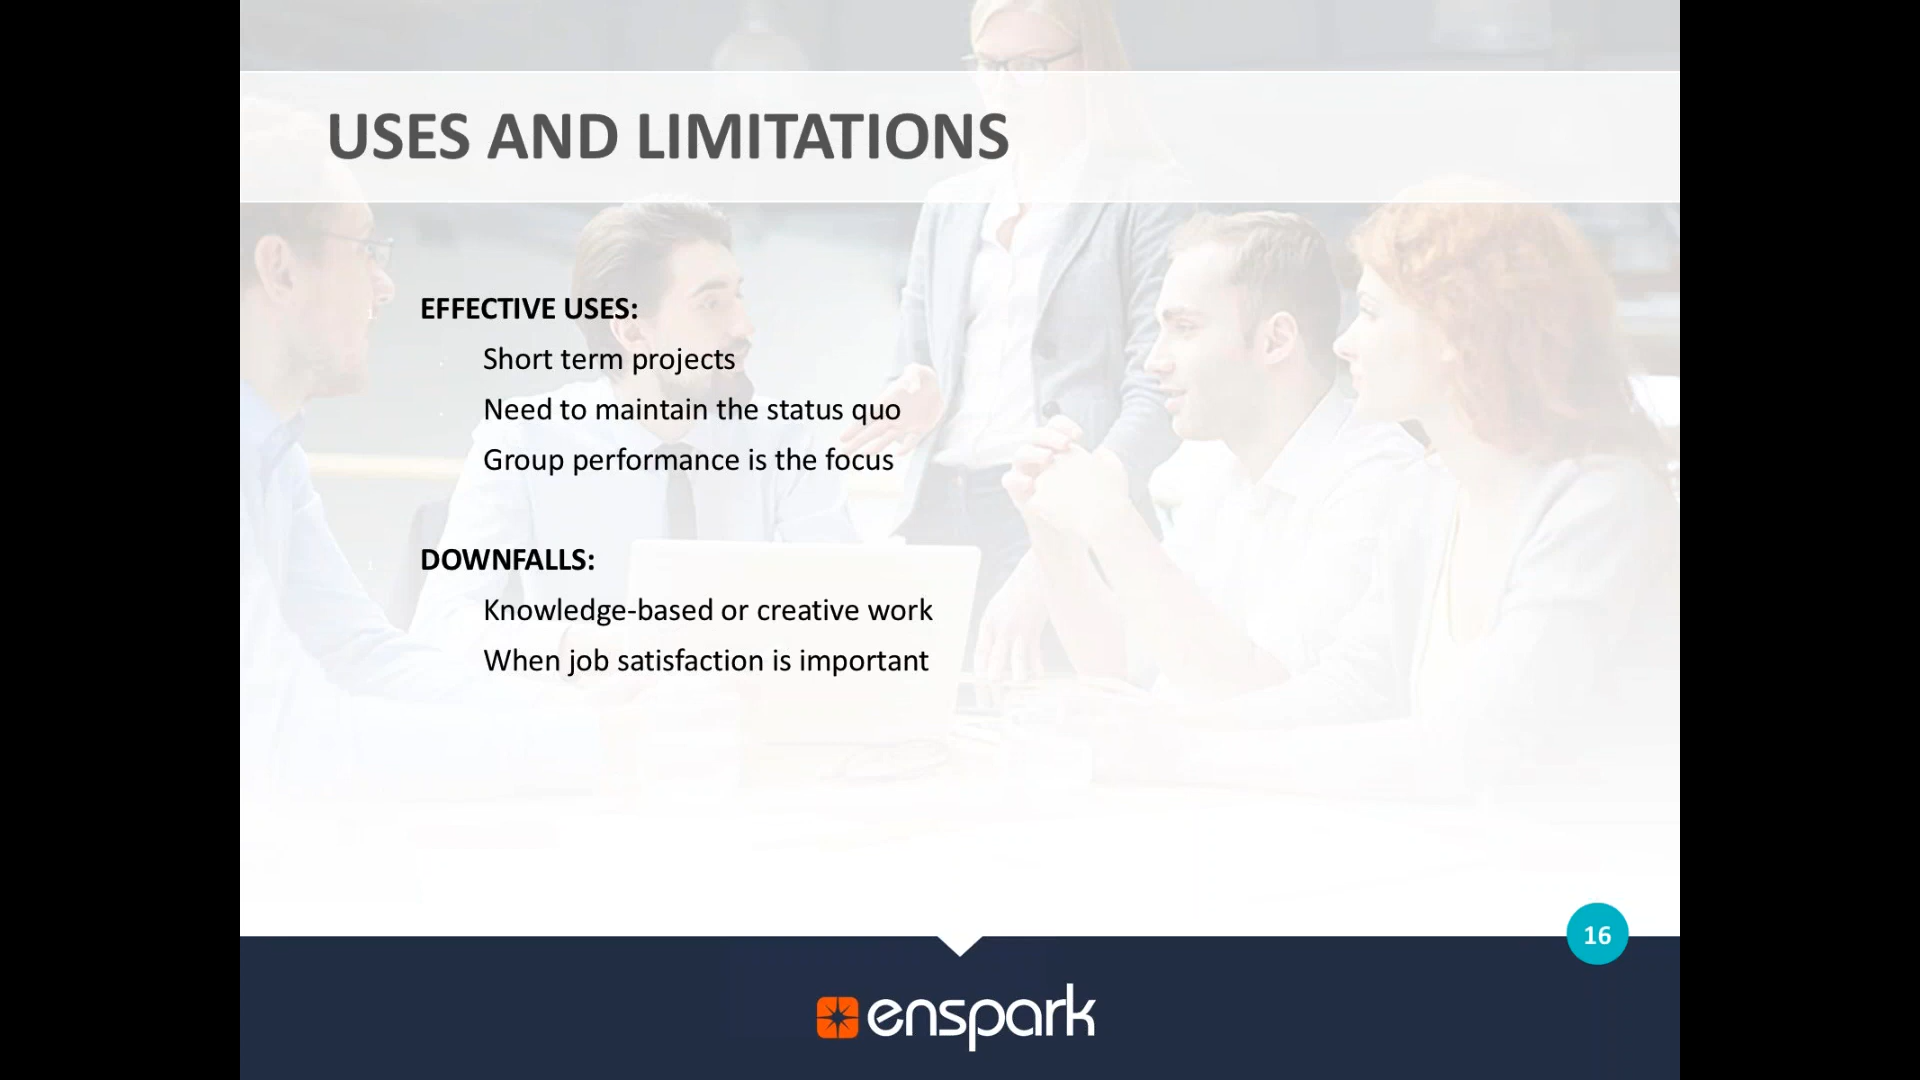 USES AND LIMITATIONS
EFFECTIVE USES:
Short term projects
Need to maintain the status quo
Group performance is the focus
DOWNFALLS:
Knowledge-based or creative work
When job satisfaction is important
16
enspark